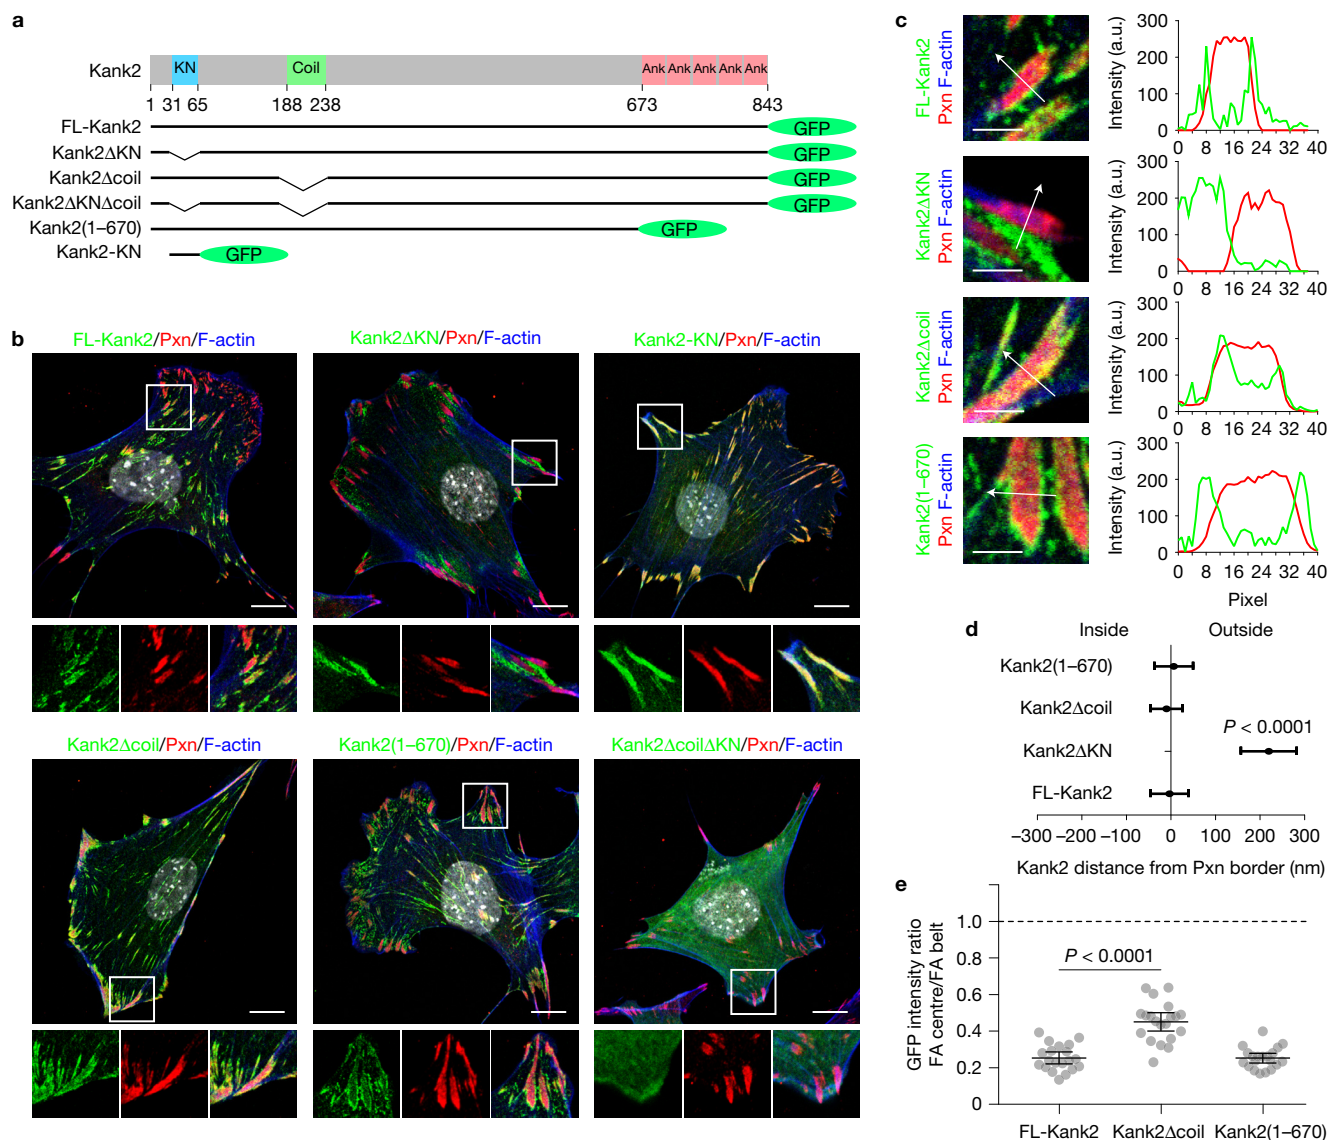 a
Kank2 KN Coil Ank Ank Ank Ank Ank
1 31 65 188 238 673 843
FL-Kank2 GFP
Kank2ΔKN GFP
Kank2Δcoil GFP
Kank2ΔKNΔcoil GFP
Kank2(1–670) GFP
Kank2-KN GFP
b
FL-Kank2/Pxn/F-actin
Kank2ΔKN/Pxn/F-actin
Kank2-KN/Pxn/F-actin
Kank2Δcoil/Pxn/F-actin
Kank2(1–670)/Pxn/F-actin
Kank2ΔcoilΔKN/Pxn/F-actin
c
FL-Kank2
Pxn F-actin
Intensity (a.u.)
300
200
100
0
0 8 16 24 32 40
Kank2ΔKN
Pxn F-actin
Intensity (a.u.)
300
200
100
0
0 8 16 24 32 40
Kank2Δcoil
Pxn F-actin
Intensity (a.u.)
300
200
100
0
0 8 16 24 32 40
Kank2(1–670)
Pxn F-actin
Intensity (a.u.)
300
200
100
0
0 8 16 24 32 40
Pixel
d
Inside Outside
Kank2(1–670)
Kank2Δcoil
P < 0.0001
Kank2ΔKN
FL-Kank2
–300 –200 –100 0 100 200 300
Kank2 distance from Pxn border (nm)
e
GFP intensity ratio
FA centre/FA belt
1.0
0.8
0.6
0.4
0.2
0
P < 0.0001
FL-Kank2 Kank2Δcoil Kank2(1–670)